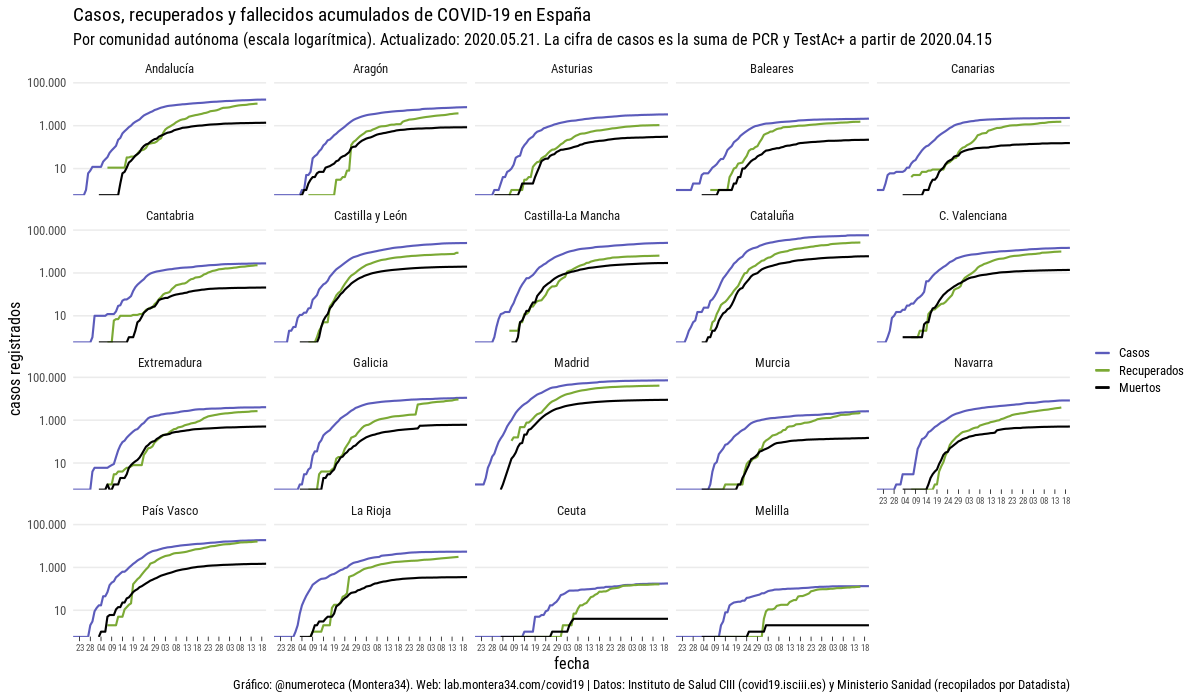 Casos, recuperados y fallecidos acumulados de COVID-19 en España
Por comunidad autónoma (escala logarítmica). Actualizado: 2020.05.21. La cifra de casos es la suma de PCR y TestAc+ a partir de 2020.04.15
Andalucía Aragón Asturias Baleares Canarias
100.000
1.000
10
Cantabria Castilla y León Castilla-La Mancha Cataluña C. Valenciana
100.000
1.000
10
casos registrados
Casos
Recuperados
Muertos
Extremadura Galicia Madrid Murcia Navarra
100.000
1.000
10
23 28 04 09 14 19 24 29 03 08 13 18 23 28 03 08 13 18
País Vasco La Rioja Ceuta Melilla
100.000
1.000
10
23 28 04 09 14 19 24 29 03 08 13 18 23 28 03 08 13 18 23 28 04 09 14 19 24 29 03 08 13 18 23 28 03 08 13 18 23 28 04 09 14 19 24 29 03 08 13 18 23 28 03 08 13 18 23 28 04 09 14 19 24 29 03 08 13 18 23 28 03 08 13 18
fecha
Gráfico: @numeroteca (Montera34). Web: lab.montera34.com/covid19 | Datos: Instituto de Salud CIII (covid19.isciii.es) y Ministerio Sanidad (recopilados por Datadista)